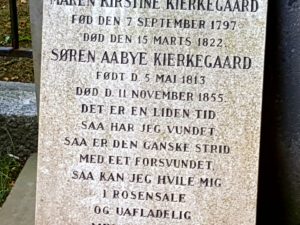 MAREN KIRSTINE KIERKEGAARD
FØD DEN 7 SEPTEMBER 1797
DØD DEN 15 MARTS 1822
SØREN AABYE KIERKEGAARD
FØDT D. 5 MAI 1813
DØD D. 11 NOVEMBER 1855
DET ER EN LIDEN TID
SAA HAR JEG VUNDET
SAA ER DEN GANSKE STRID
MED EET FORSVUNDET
SAA KAN JEG HVILE MIG
I ROSENSALE
OG UAFLADELIG